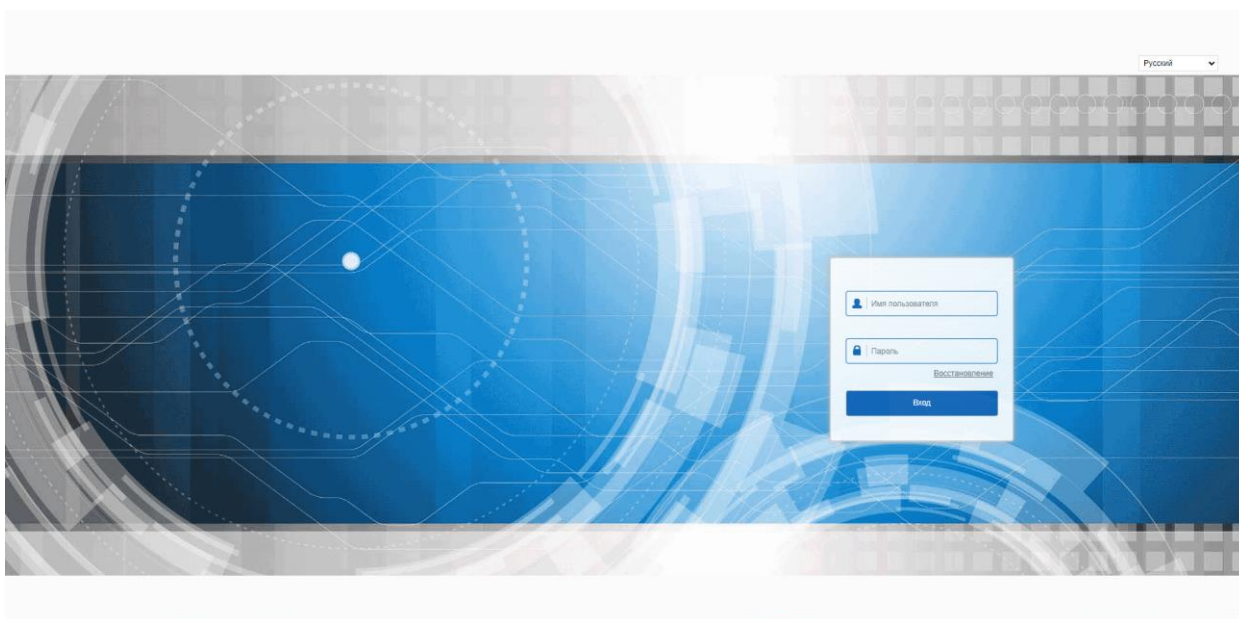 Русский
Имя пользователя
Пароль
Восстановление
Вход